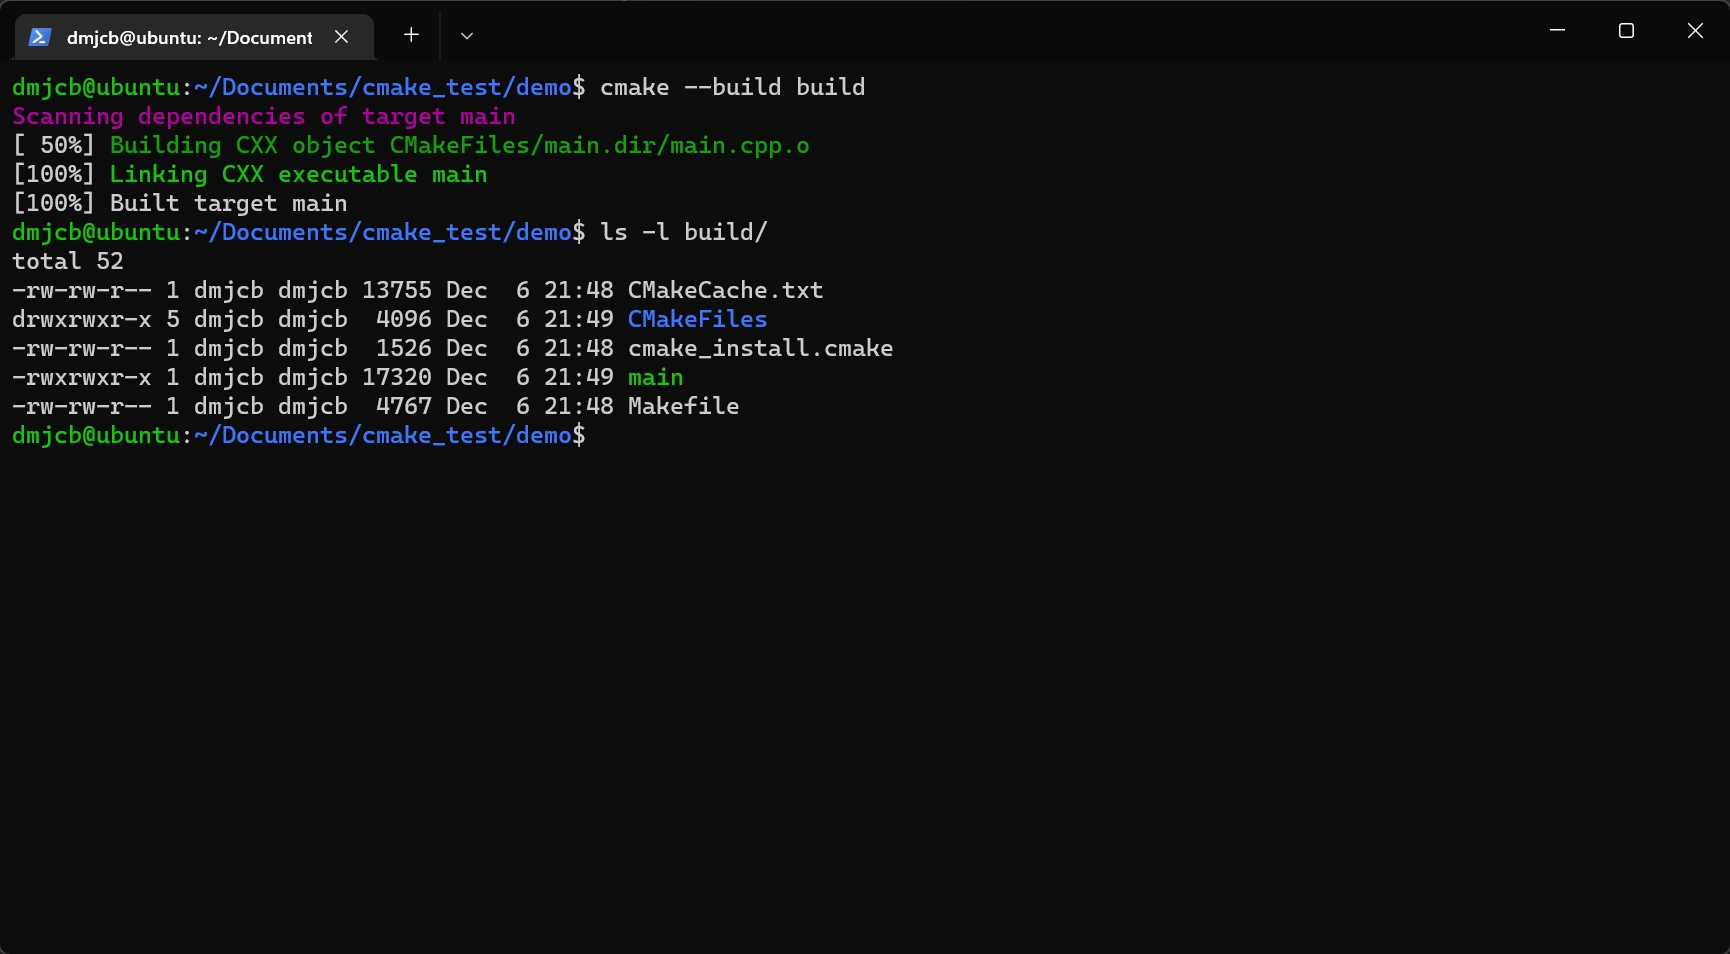 dmjcb@ubuntu: ~/Document
dmjcb@ubuntu:~/Documents/cmake_test/demo$ cmake --build build
Scanning dependencies of target main
[ 50%] Building CXX object CMakeFiles/main.dir/main.cpp.o
[100%] Linking CXX executable main
[100%] Built target main
dmjcb@ubuntu:~/Documents/cmake_test/demo$ ls -l build/
total 52
-rw-rw-r-- 1 dmjcb dmjcb 13755 Dec  6 21:48 CMakeCache.txt
drwxrwxr-x 5 dmjcb dmjcb  4096 Dec  6 21:49 CMakeFiles
-rw-rw-r-- 1 dmjcb dmjcb  1526 Dec  6 21:48 cmake_install.cmake
-rwxrwxr-x 1 dmjcb dmjcb 17320 Dec  6 21:49 main
-rw-rw-r-- 1 dmjcb dmjcb  4767 Dec  6 21:48 Makefile
dmjcb@ubuntu:~/Documents/cmake_test/demo$